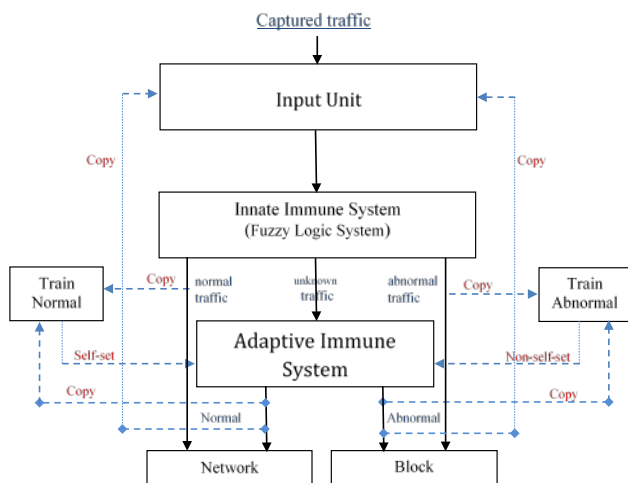 Captured traffic
Input Unit
Copy
Copy
Innate Immune System
(Fuzzy Logic System)
Train
Normal
Copy
normal
traffic
unknown
traffic
abnormal
traffic
Copy
Train
Abnormal
Adaptive Immune
System
Self-set
Non-self-set
Copy
Copy
Normal
Abnormal
Network
Block